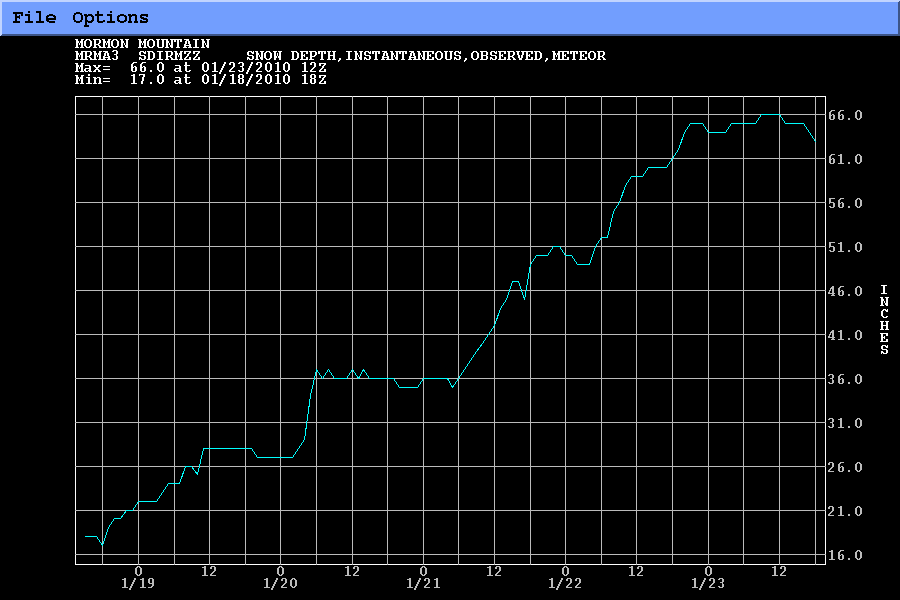 File Options
MORMON MOUNTAIN
MRMA3 SDIRMZZ SNOW DEPTH,INSTANTANEOUS,OBSERVED,METEOR
Max= 66.0 at 01/23/2010 12Z
Min= 17.0 at 01/18/2010 18Z
66.0
61.0
56.0
51.0
46.0
41.0
36.0
31.0
26.0
21.0
16.0
INCHES
0 12 0 12 0 12 0 12 0 12
1/19 1/20 1/21 1/22 1/23